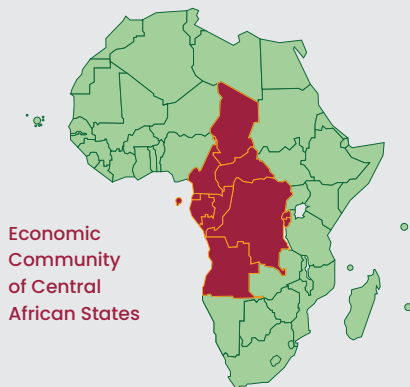 Economic
Community
of Central
African States